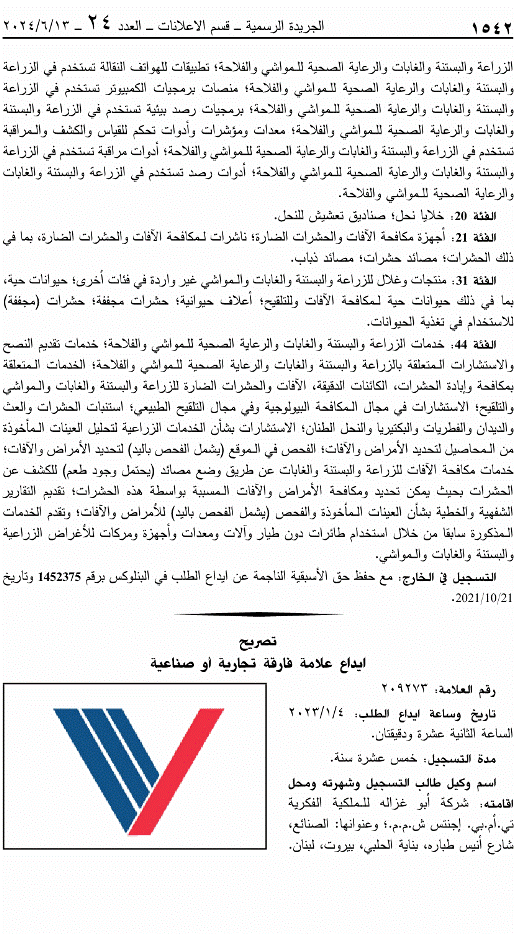 ١٥٤٢ الجريدة الرسمية ــ قسم الاعلانات ــ العدد ٢٤ ــ ٢٠٢٤/٦/١٣
الزراعة والبستنة والغابات والرعاية الصحية للمواشي والفلاحة؛ تطبيقات للهواتف النقالة تستخدم في الزراعة
والبستنة والغابات والرعاية الصحية للمواشي والفلاحة؛ منصات برمجيات الكمبيوتر تستخدم في الزراعة
والبستنة والغابات والرعاية الصحية للمواشي والفلاحة؛ برمجيات رصد بيئية تستخدم في الزراعة والبستنة
والغابات والرعاية الصحية للمواشي والفلاحة؛ معدات ومؤشرات وأدوات تحكم للقياس والكشف والمراقبة
تستخدم في الزراعة والبستنة والغابات والرعاية الصحية للمواشي والفلاحة؛ أدوات مراقبة تستخدم في الزراعة
والبستنة والغابات والرعاية الصحية للمواشي والفلاحة؛ أدوات رصد تستخدم في الزراعة والبستنة والغابات
والرعاية الصحية للمواشي والفلاحة.
الفئة 20: خلايا نحل؛ صناديق تعشيش للنحل.
الفئة 21: أجهزة مكافحة الآفات والحشرات الضارة؛ ناشرات لمكافحة الآفات والحشرات الضارة، بما في
ذلك الحشرات؛ مصائد حشرات؛ مصائد ذباب.
الفئة 31: منتجات وغلال للزراعة والبستنة والغابات والمواشي غير واردة في فئات أخرى؛ حيوانات حية،
بما في ذلك حيوانات حية لمكافحة الآفات وللتلقيح؛ أعلاف حيوانية؛ حشرات مجففة؛ حشرات (مجففة)
للاستخدام في تغذية الحيوانات.
الفئة 44: خدمات الزراعة والبستنة والغابات والرعاية الصحية للمواشي والفلاحة؛ خدمات تقديم النصح
والاستشارات المتعلقة بالزراعة والبستنة والغابات والرعاية الصحية للمواشي والفلاحة؛ الخدمات المتعلقة
بمكافحة وإبادة الحشرات، الكائنات الدقيقة، الآفات والحشرات الضارة للزراعة والبستنة والغابات والمواشي
والتلقيح؛ الاستشارات في مجال المكافحة البيولوجية وفي مجال التلقيح الطبيعي؛ استنبات الحشرات والعث
والديدان والفطريات والبكتيريا والنحل الطنان؛ الاستشارات بشأن الخدمات الزراعية لتحليل العينات المأخوذة
من المحاصيل لتحديد الأمراض والآفات؛ الفحص في الموقع (يشمل الفحص باليد) لتحديد الأمراض والآفات؛
خدمات مكافحة الآفات للزراعة والبستنة والغابات عن طريق وضع مصائد (يحتمل وجود طعم) للكشف عن
الحشرات بحيث يمكن تحديد ومكافحة الأمراض والآفات المسببة بواسطة هذه الحشرات؛ تقديم التقارير
الشفهية والخطية بشأن العينات المأخوذة والفحص (يشمل الفحص باليد) للأمراض والآفات؛ وتقدم الخدمات
المذكورة سابقا من خلال استخدام طائرات دون طيار وآلات ومعدات وأجهزة ومركات للأغراض الزراعية
والبستنة والغابات والمواشي.
التسجيل في الخارج: مع حفظ حق الأسبقية الناجمة عن ايداع الطلب في البنلوكس برقم 1452375 وتاريخ
2021/10/21.
تصريح
ايداع علامة فارقة تجارية او صناعية
رقم العلامة: ٢٠٩٢٧٣
تاريخ وساعة ايداع الطلب: ٢٠٢٣/١/٤
الساعة الثانية عشرة ودقيقتان.
مدة التسجيل: خمس عشرة سنة.
اسم وكيل طالب التسجيل وشهرته ومحل
اقامته: شركة أبو غزاله للملكية الفكرية
تي.أم.بي. إجنتس ش.م.م.؛ وعنوانها: الصنائع،
شارع أنيس طباره، بناية الحلبي، بيروت، لبنان.